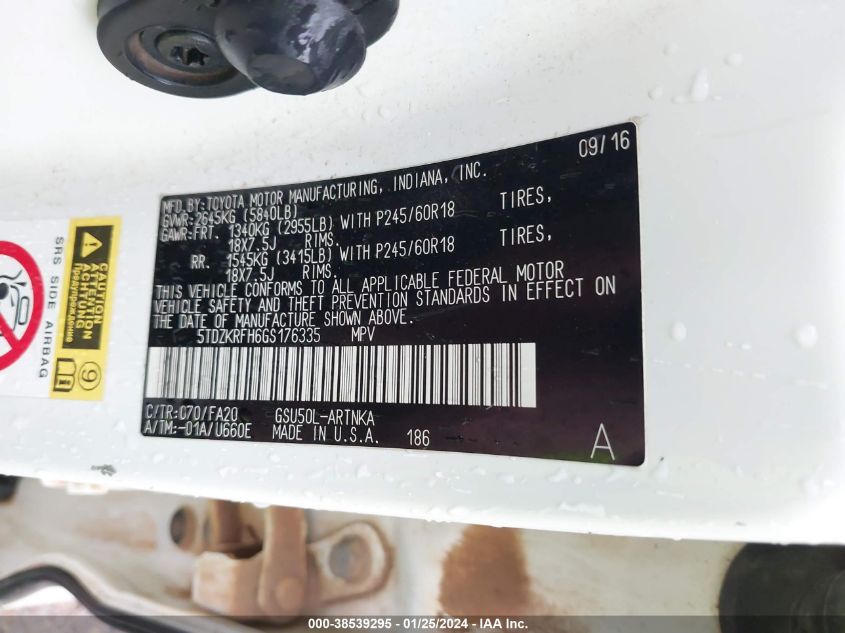 09/16
MFD.BY:TOYOTA MOTOR MANUFACTURING, INDIANA, INC.
GVWR:2645KG (5840LB)
GAWR:FRT. 1340KG (2955LB) WITH P245/60R18 TIRES,
18X7.5J RIMS.
RR. 1545KG (3415LB) WITH P245/60R18 TIRES,
18X7.5J RIMS.
THIS VEHICLE CONFORMS TO ALL APPLICABLE FEDERAL MOTOR
VEHICLE SAFETY AND THEFT PREVENTION STANDARDS IN EFFECT ON
THE DATE OF MANUFACTURE SHOWN ABOVE.
5TDZKRFH6GS176335 MPV
C/TR:070/FA20 GSU50L-ARTNKA
A/TM:-01A/U660E MADE IN U.S.A. 186
A
SRS SIDE AIRBAG
CAUTION
ATTENTION
ACHTUNG
Предупреждение
9
000-38539295 - 01/25/2024 - IAA Inc.